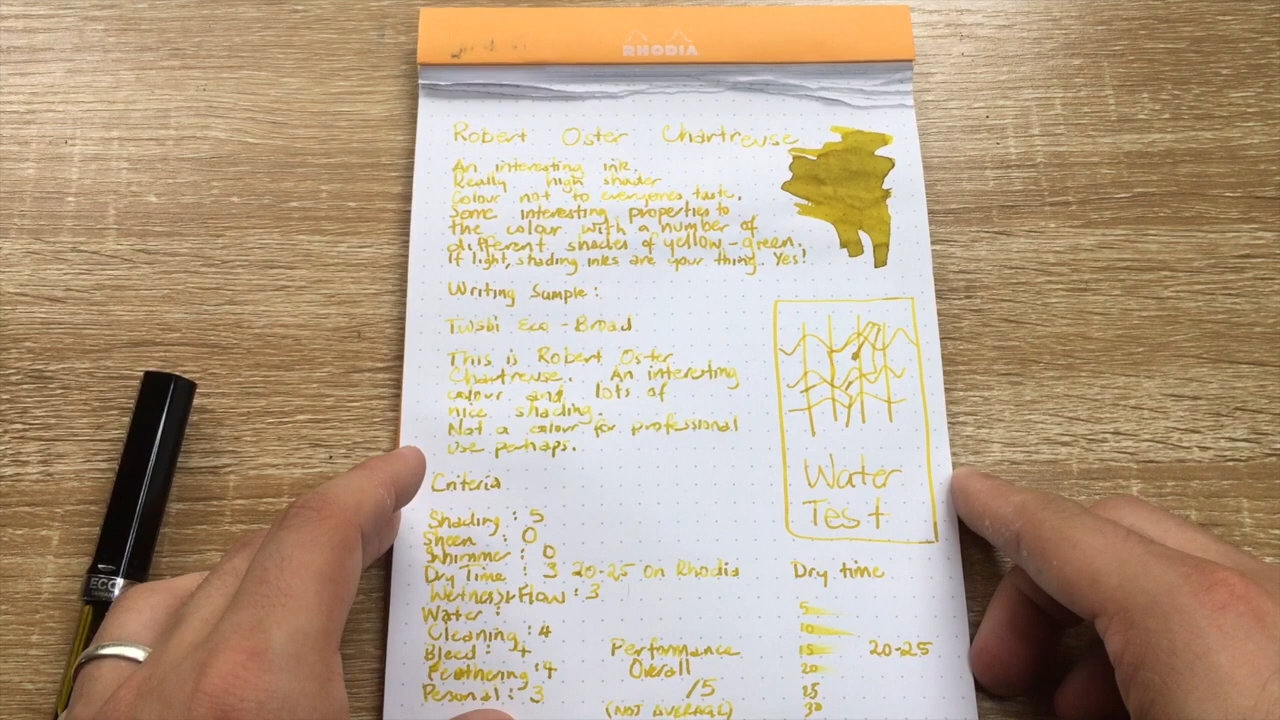 RHODIA
Robert Oster Chartreuse
An interesting ink.
Really high shader
Colour not to everyones taste.
Some interesting properties to
the colour with a number of
different shades of yellow-green.
If light, shading inks are your thing. Yes!
Writing Sample:
Twsbi Eco - Broad
This is Robert Oster
Chartreuse. An interesting
colour and lots of
nice shading.
Not a colour for professional
use perhaps.
Water
Test
Criteria
Shading: 5
Sheen: 0
Shimmer: 0
Dry Time: 3 20-25 on Rhodia
Wetness+Flow: 3
Water:
Cleaning: 4
Bleed: 4
Feathering: 4
Personal: 3
Performance
Overall
/5
(NOT AVERAGE)
Dry time
5
10
15
20
25
30
20-25
ECO